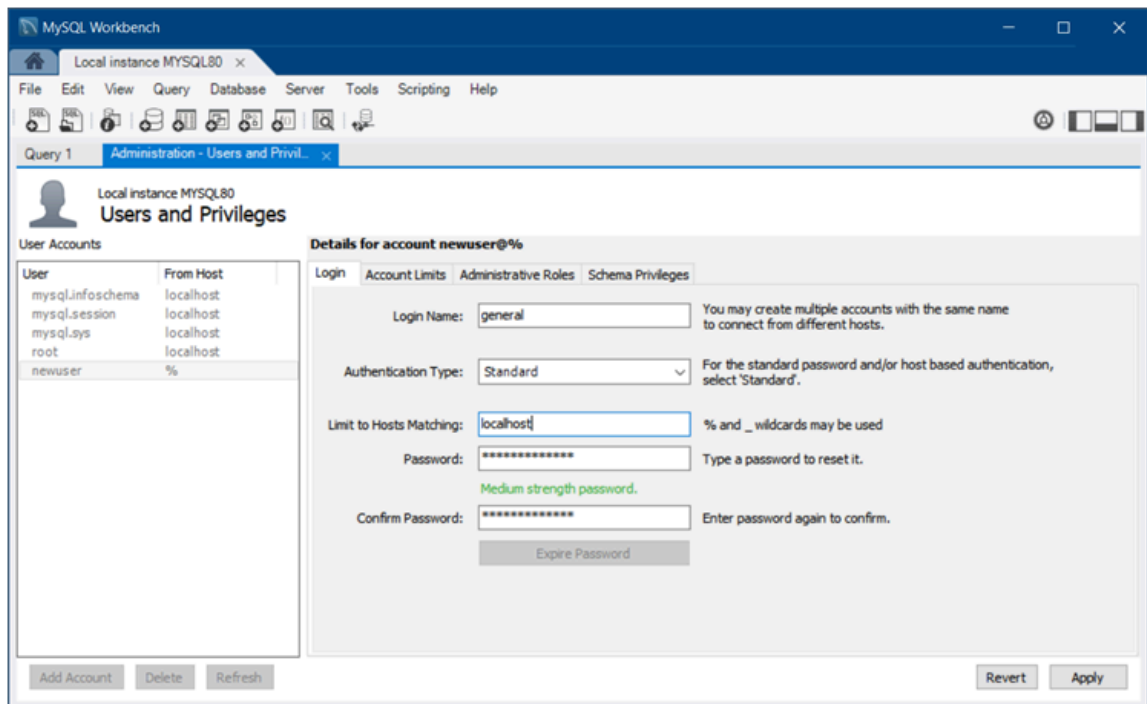 MySQL Workbench
Local instance MYSQL80 ×
File Edit View Query Database Server Tools Scripting Help
Query 1 Administration - Users and Privil... ×
Local instance MYSQL80
Users and Privileges
User Accounts
User From Host
mysql.infoschema localhost
mysql.session localhost
mysql.sys localhost
root localhost
newuser %
Details for account newuser@%
Login Account Limits Administrative Roles Schema Privileges
Login Name: general You may create multiple accounts with the same name
to connect from different hosts.
Authentication Type: Standard For the standard password and/or host based authentication,
select 'Standard'.
Limit to Hosts Matching: localhost % and _ wildcards may be used
Password: ************* Type a password to reset it.
Medium strength password.
Confirm Password: ************* Enter password again to confirm.
Expire Password
Add Account Delete Refresh Revert Apply